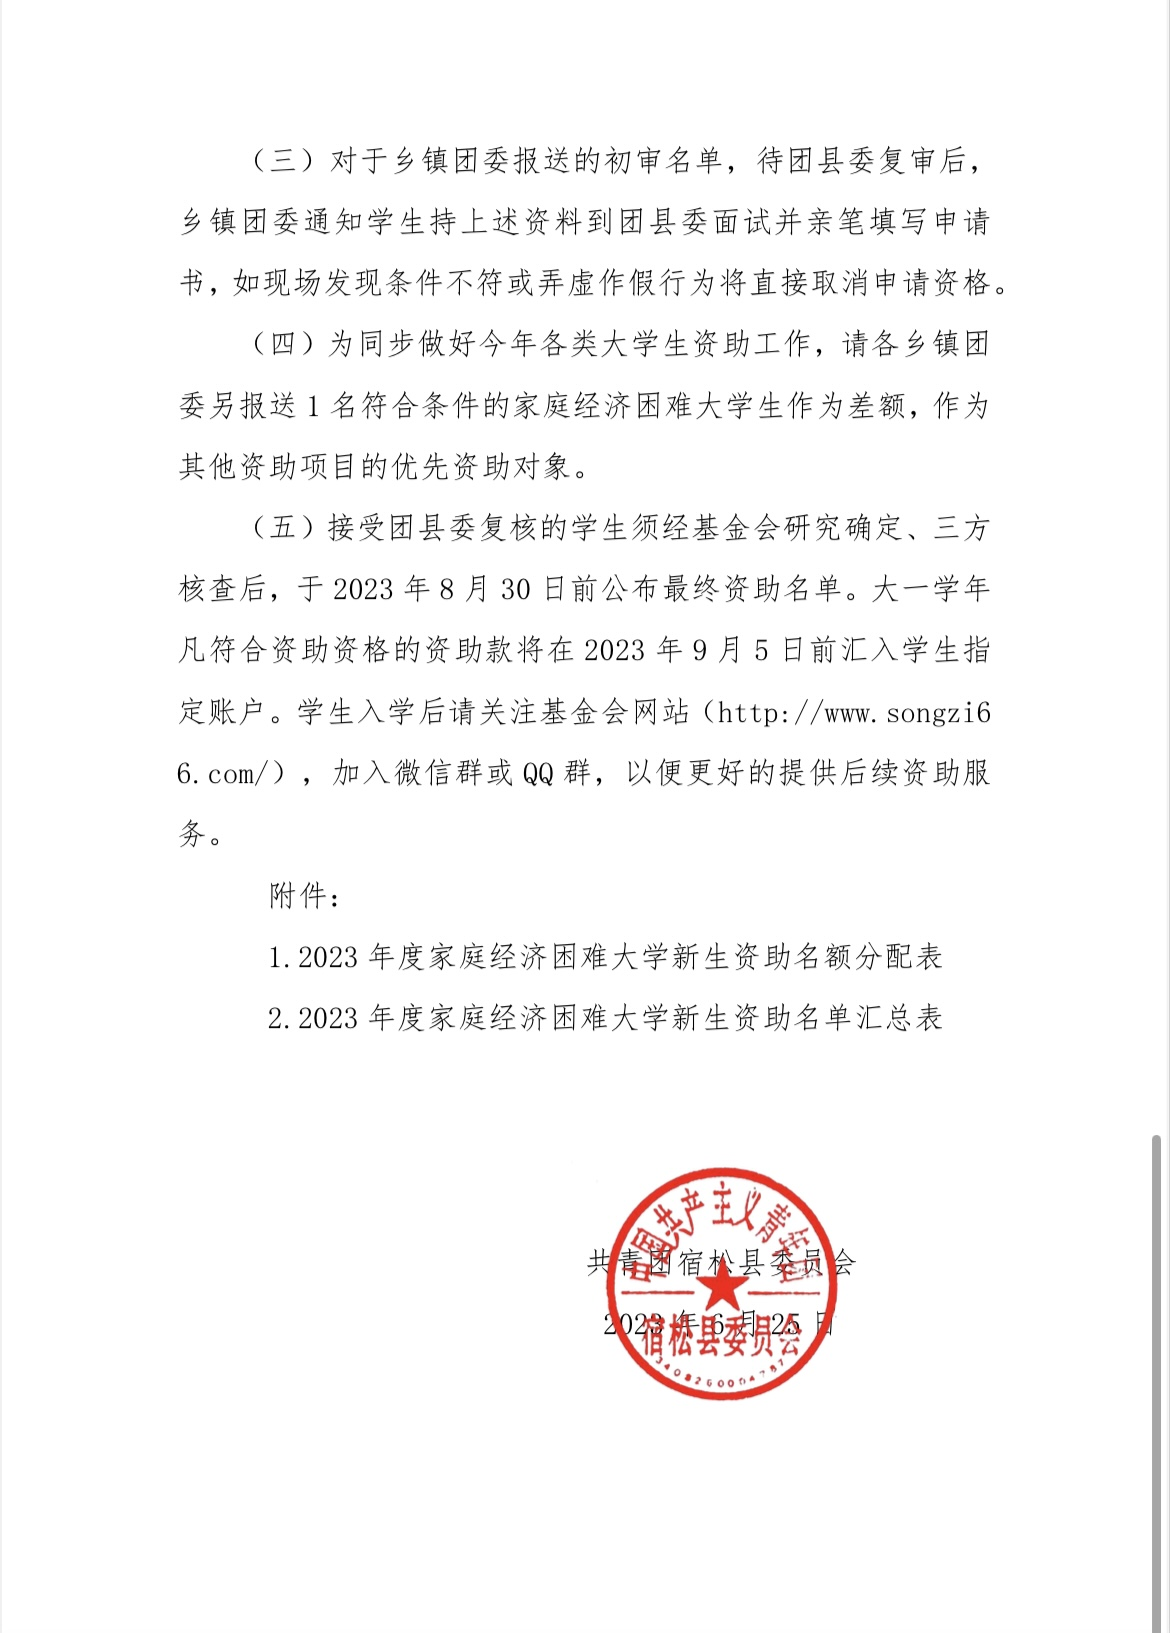 （三）对于乡镇团委报送的初审名单，待团县委复审后，
乡镇团委通知学生持上述资料到团县委面试并亲笔填写申请
书，如现场发现条件不符或弄虚作假行为将直接取消申请资格。
（四）为同步做好今年各类大学生资助工作，请各乡镇团
委另报送 1 名符合条件的家庭经济困难大学生作为差额，作为
其他资助项目的优先资助对象。
（五）接受团县委复核的学生须经基金会研究确定、三方
核查后，于 2023 年 8 月 30 日前公布最终资助名单。大一学年
凡符合资助资格的资助款将在 2023 年 9 月 5 日前汇入学生指
定账户。学生入学后请关注基金会网站（http://www.songzi6
6.com/），加入微信群或 QQ 群，以便更好的提供后续资助服
务。
附件：
1.2023 年度家庭经济困难大学新生资助名额分配表
2.2023 年度家庭经济困难大学新生资助名单汇总表
中国共产主义青年团
共青团宿松县委员会
2023 年 6 月 25 日
宿松县委员会